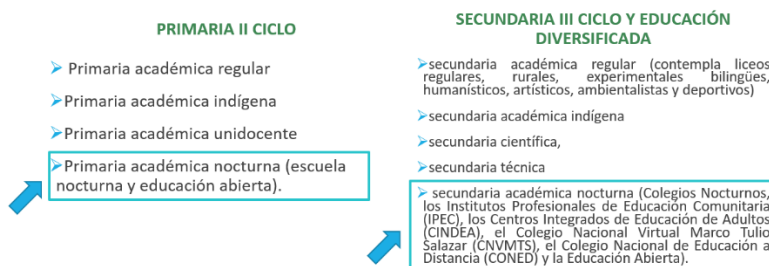 PRIMARIA II CICLO
Primaria académica regular
Primaria académica indígena
Primaria académica unidocente
Primaria académica nocturna (escuela
nocturna y educación abierta).
SECUNDARIA III CICLO Y EDUCACIÓN
DIVERSIFICADA
secundaria académica regular (contempla liceos
regulares, rurales, experimentales bilingües,
humanísticos, artísticos, ambientalistas y deportivos)
secundaria académica indígena
secundaria científica,
secundaria técnica
secundaria académica nocturna (Colegios Nocturnos,
los Institutos Profesionales de Educación Comunitaria
(IPEC), los Centros Integrados de Educación de Adultos
(CINDEA), el Colegio Nacional Virtual Marco Tulio
Salazar (CNVMTS), el Colegio Nacional de Educación a
Distancia (CONED) y la Educación Abierta).